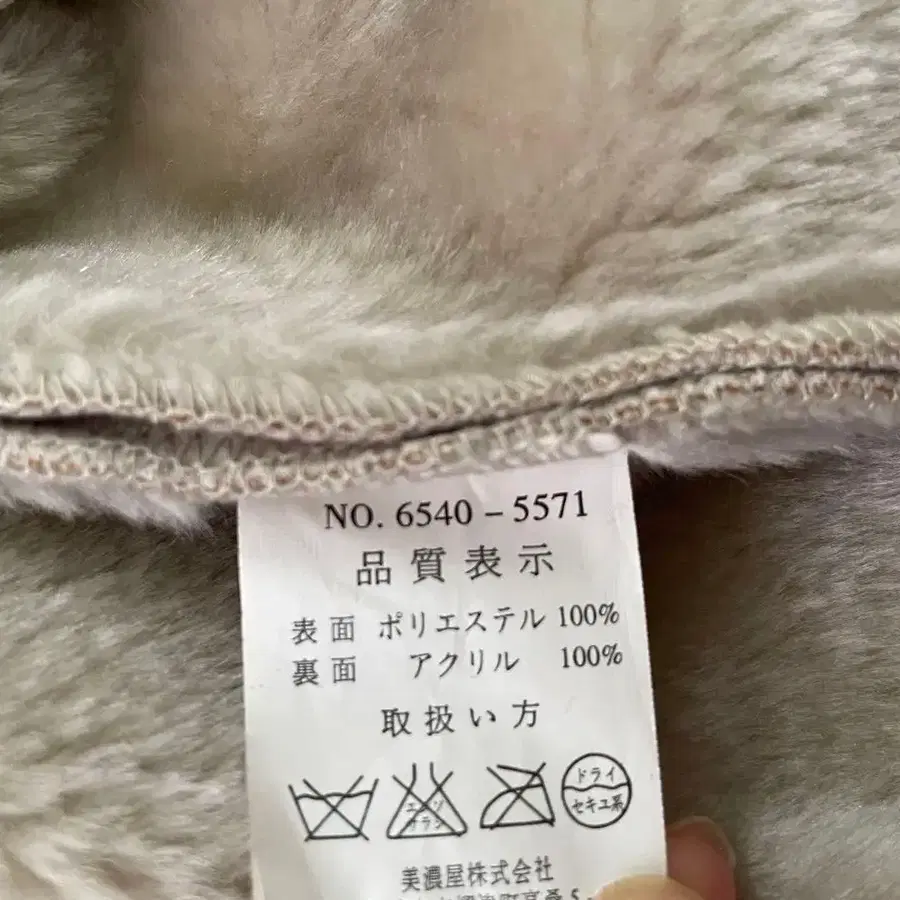 NO. 6540-5571
品質表示
表面 ポリエステル 100%
裏面 アクリル 100%
取扱い方
エンソ
サラシ
ドライ
セキユ系
美濃屋株式会社